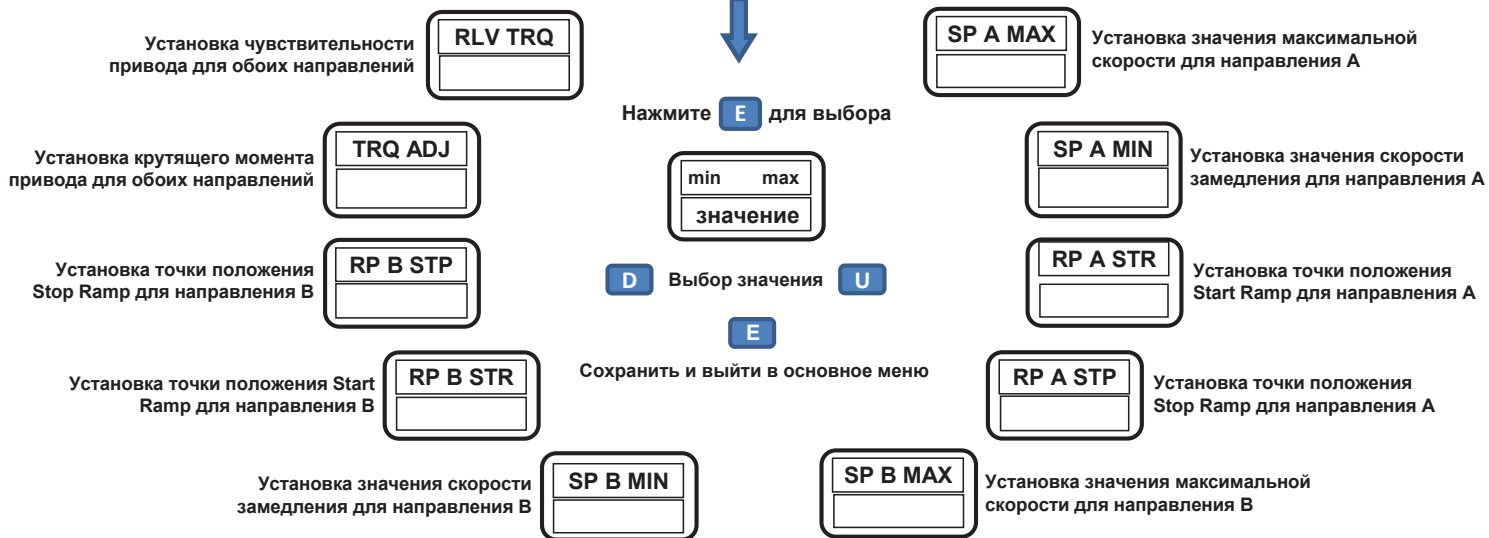 Установка чувствительности
привода для обоих направлений
RLV TRQ
SP A MAX
Установка значения максимальной
скорости для направления A
Нажмите E для выбора
Установка крутящего момента
привода для обоих направлений
TRQ ADJ
min max
значение
SP A MIN
Установка значения скорости
замедления для направления A
Установка точки положения
Stop Ramp для направления B
RP B STP
D Выбор значения U
RP A STR
Установка точки положения
Start Ramp для направления A
E
Сохранить и выйти в основное меню
Установка точки положения Start
Ramp для направления B
RP B STR
RP A STP
Установка точки положения
Stop Ramp для направления A
Установка значения скорости
замедления для направления B
SP B MIN
SP B MAX
Установка значения максимальной
скорости для направления B